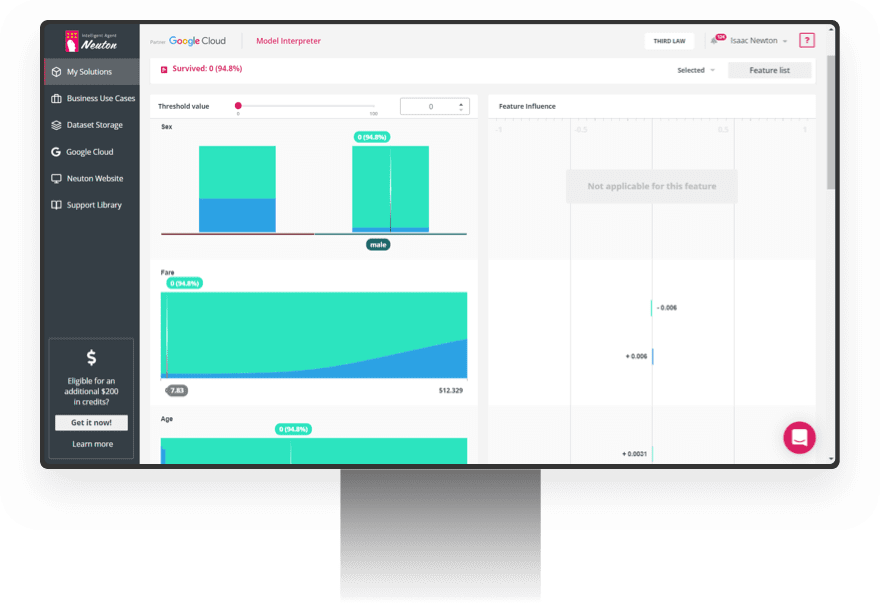 Intelligent Agent
Neuton
Partner Google Cloud
Model Interpreter
THIRD LAW
Isaac Newton
?
My Solutions
Business Use Cases
Dataset Storage
Google Cloud
Neuton Website
Support Library
$
Eligible for an
additional $200
in credits?
Get it now!
Learn more
Survived: 0 (94.8%)
Selected
Feature list
Threshold value
0
100
0
Sex
0 (94.8%)
male
Fare
0 (94.8%)
7.83
512.329
Age
0 (94.8%)
Feature Influence
-1
-0.5
0.5
1
Not applicable for this feature
- 0.006
+ 0.006
+ 0.0021